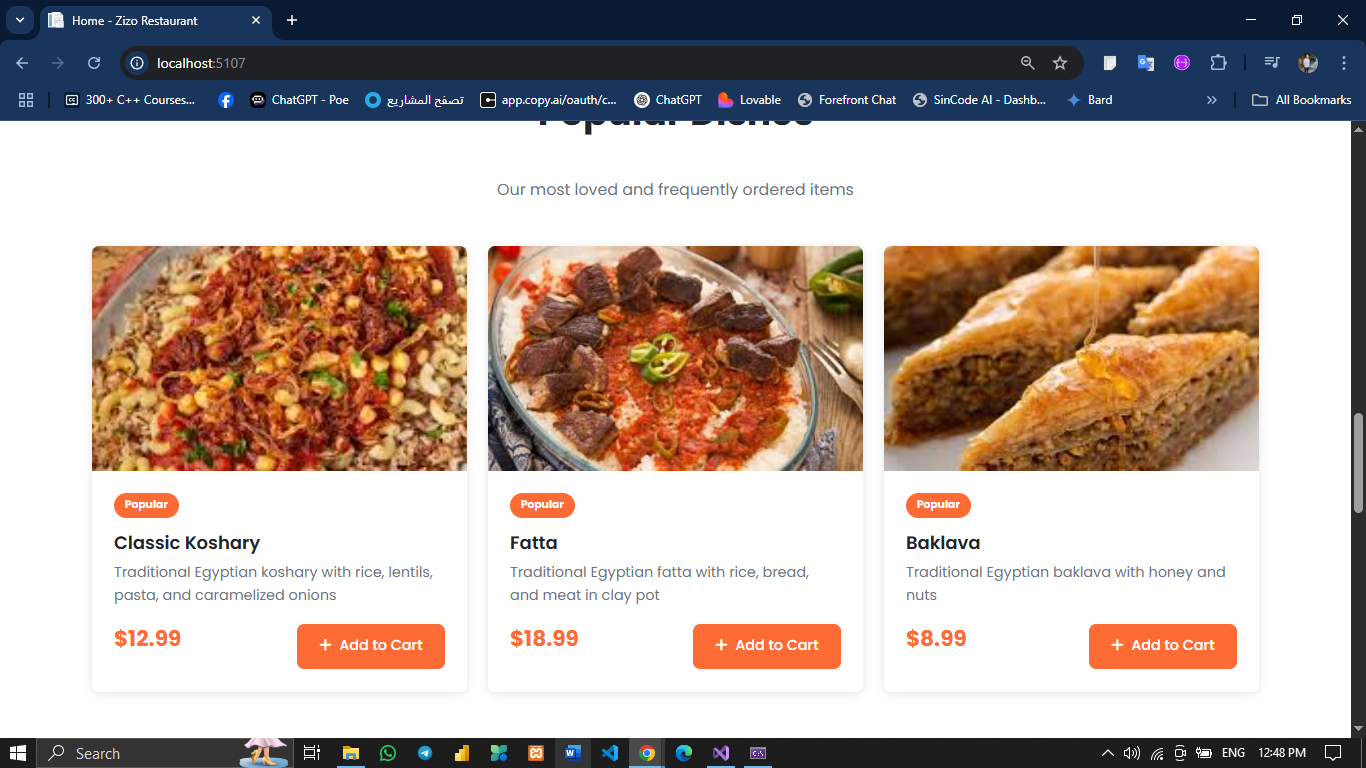 Home - Zizo Restaurant
localhost:5107
300+ C++ Courses...
ChatGPT - Poe
تصفح المشاريع
app.copy.ai/oauth/c...
ChatGPT
Lovable
Forefront Chat
SinCode AI - Dashb...
Bard
All Bookmarks
Popular Dishes
Our most loved and frequently ordered items
Popular
Classic Koshary
Traditional Egyptian koshary with rice, lentils,
pasta, and caramelized onions
$12.99
+ Add to Cart
Popular
Fatta
Traditional Egyptian fatta with rice, bread,
and meat in clay pot
$18.99
+ Add to Cart
Popular
Baklava
Traditional Egyptian baklava with honey and
nuts
$8.99
+ Add to Cart
Search
ENG
12:48 PM